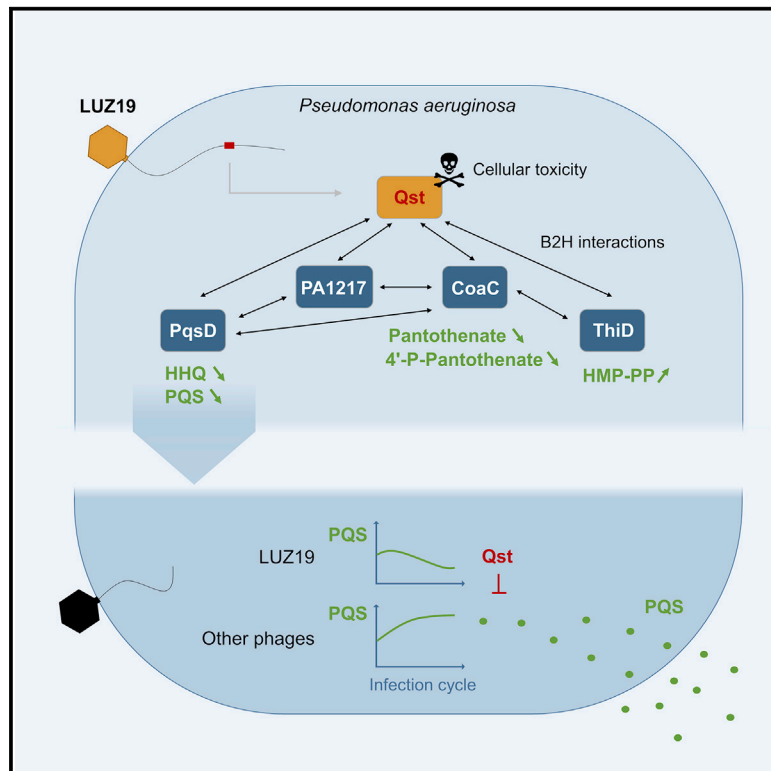 LUZ19
Pseudomonas aeruginosa
Cellular toxicity
Qst
B2H interactions
PA1217
CoaC
PqsD
ThiD
Pantothenate ↘
4'-P-Pantothenate ↘
HHQ ↘
PQS ↘
HMP-PP ↗
PQS
LUZ19
Qst
PQS
Other phages
PQS
Infection cycle